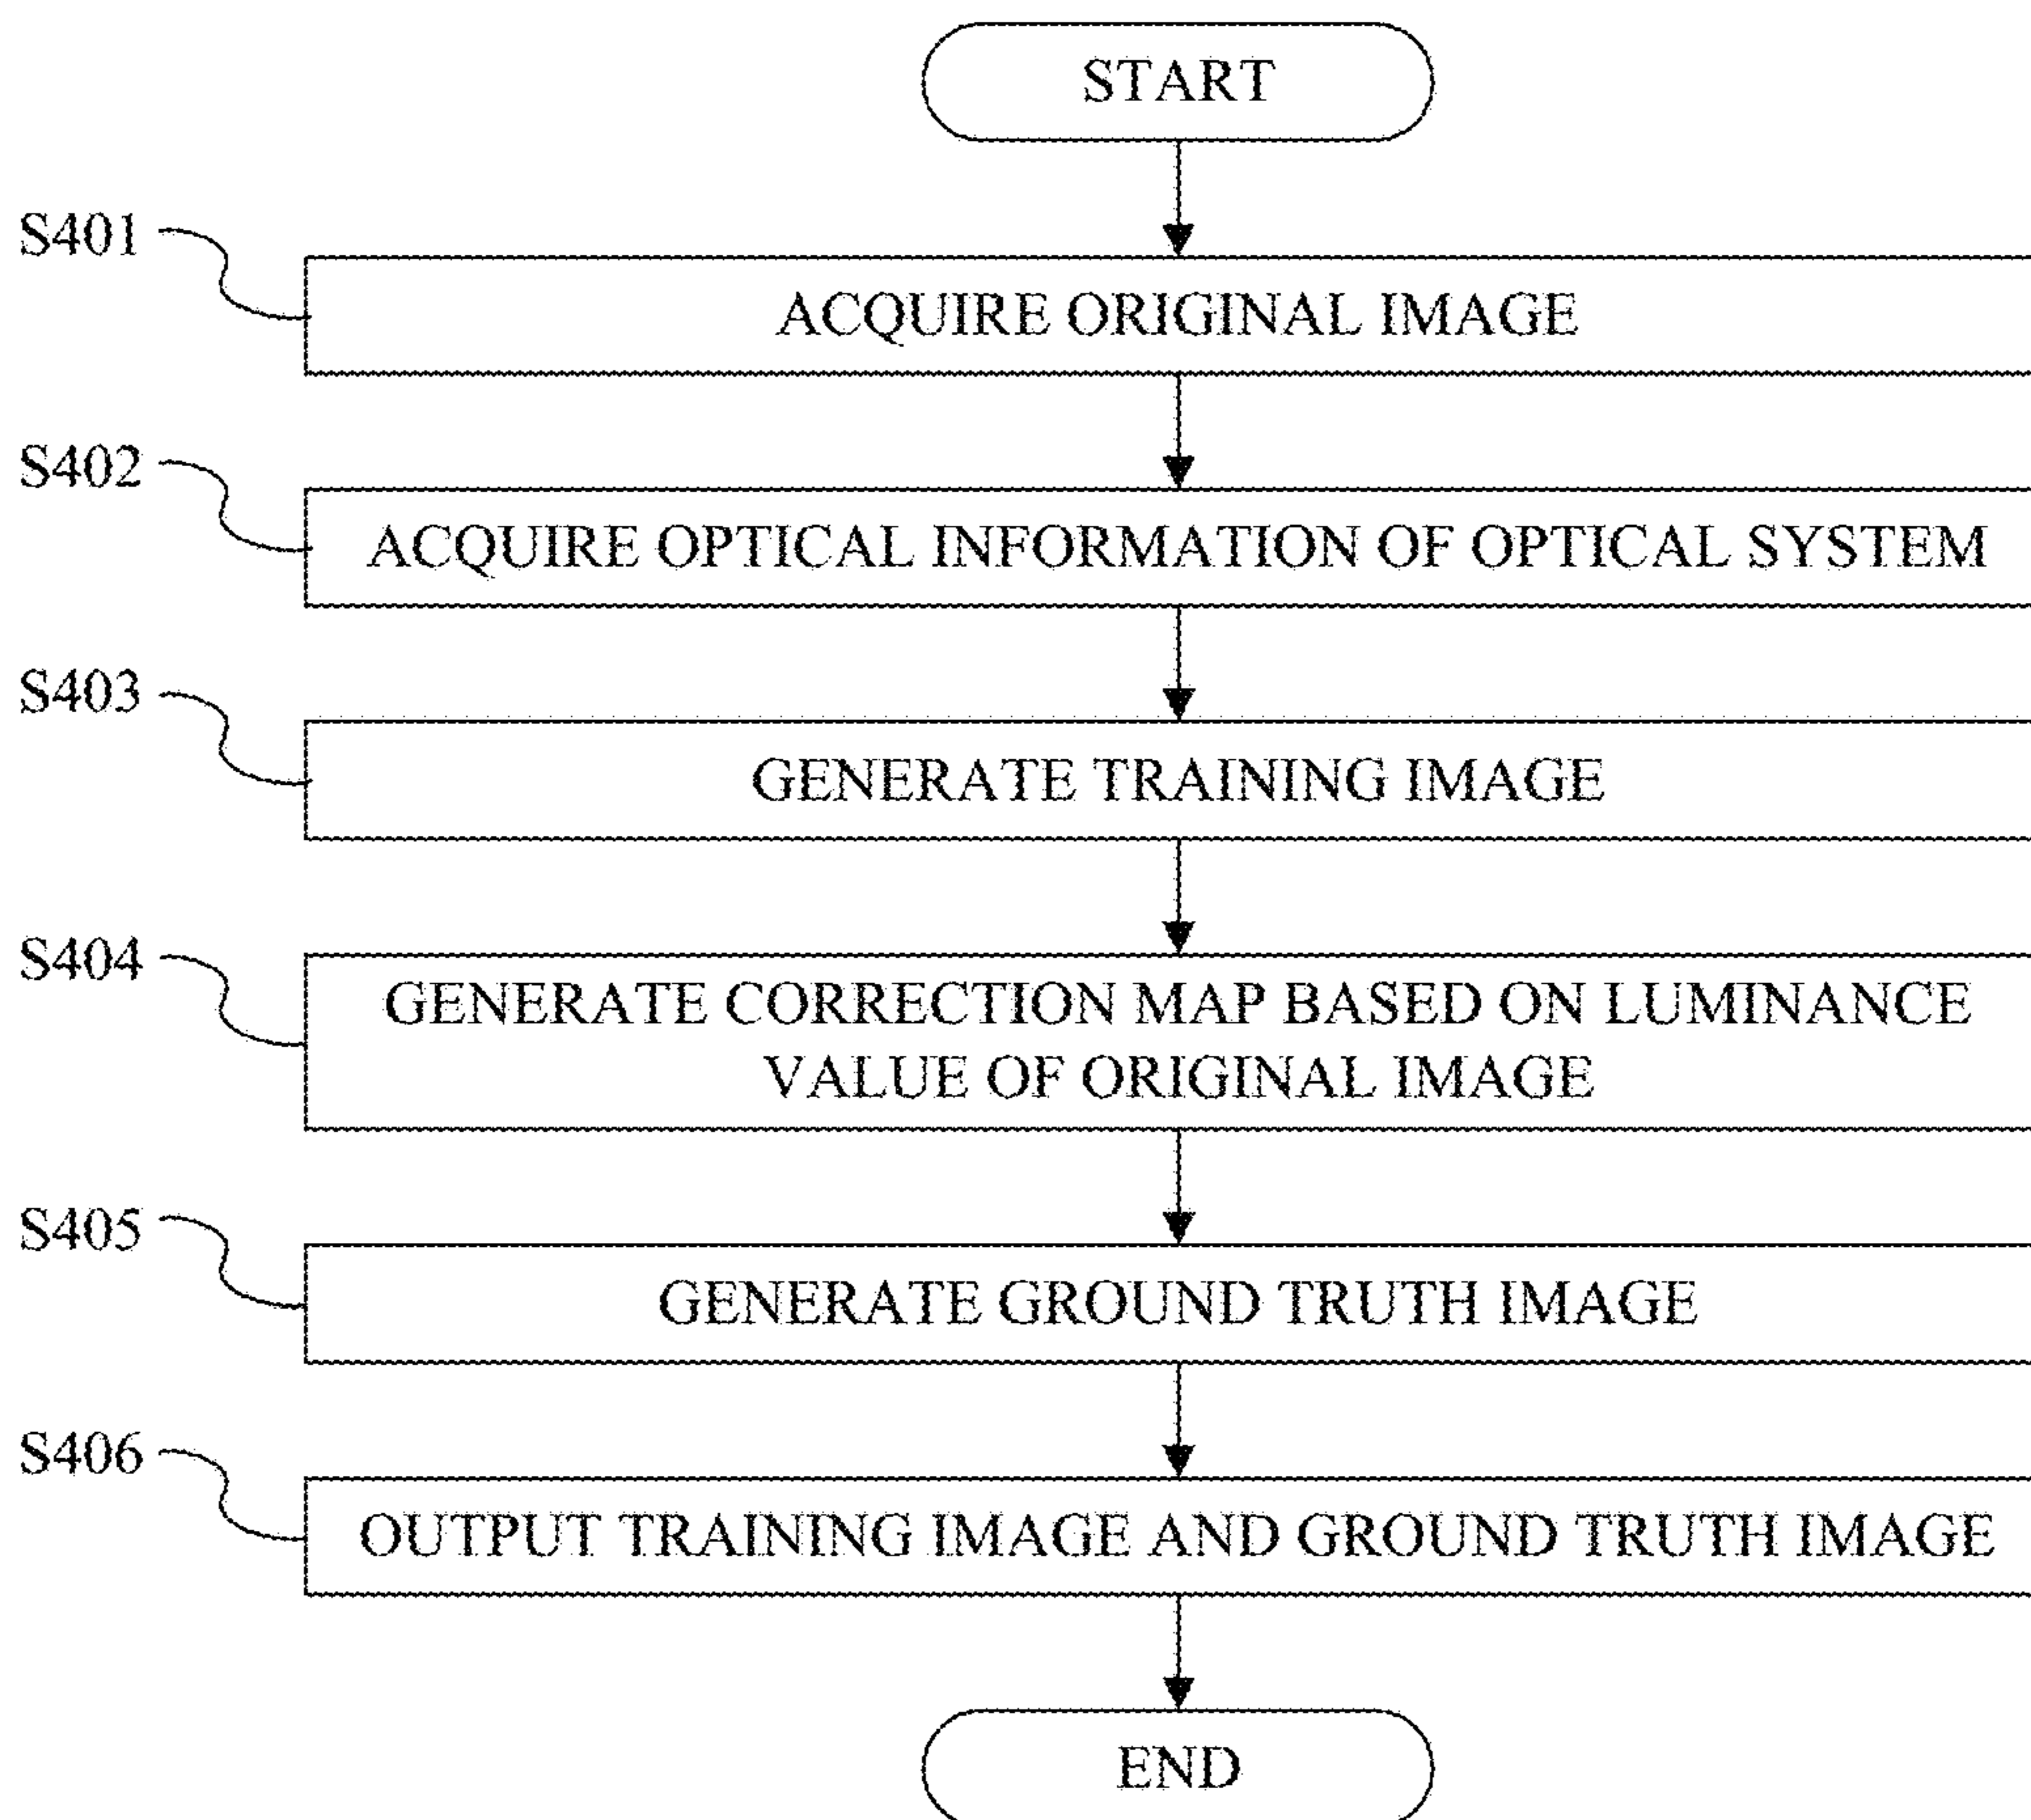 START
S401
ACQUIRE ORIGINAL IMAGE
S402
ACQUIRE OPTICAL INFORMATION OF OPTICAL SYSTEM
S403
GENERATE TRAINING IMAGE
S404
GENERATE CORRECTION MAP BASED ON LUMINANCE
VALUE OF ORIGINAL IMAGE
S405
GENERATE GROUND TRUTH IMAGE
S406
OUTPUT TRAINING IMAGE AND GROUND TRUTH IMAGE
END